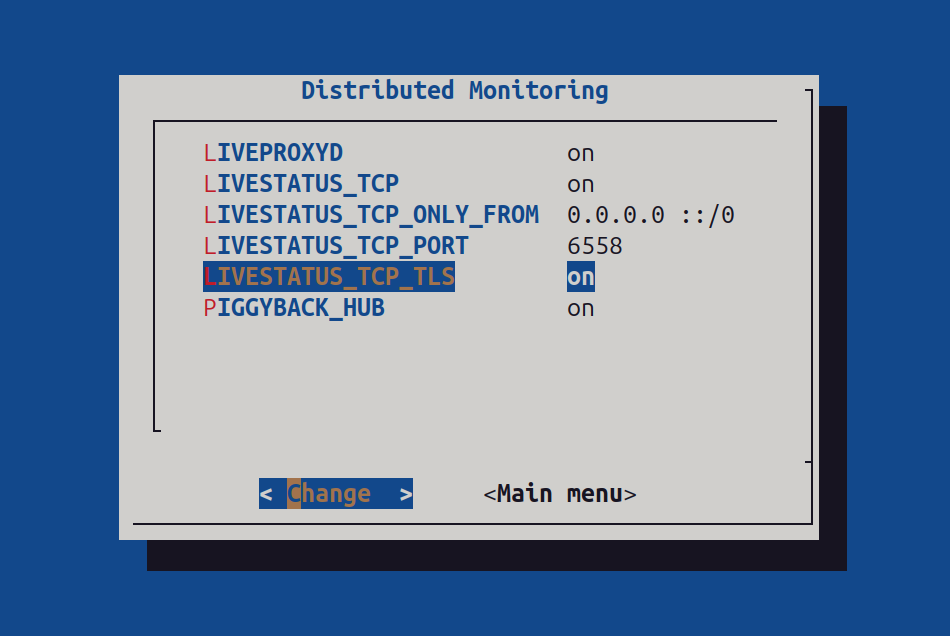 Distributed Monitoring
LIVEPROXYD on
LIVESTATUS_TCP on
LIVESTATUS_TCP_ONLY_FROM 0.0.0.0 ::/0
LIVESTATUS_TCP_PORT 6558
LIVESTATUS_TCP_TLS on
PIGGYBACK_HUB on
< Change > <Main menu>